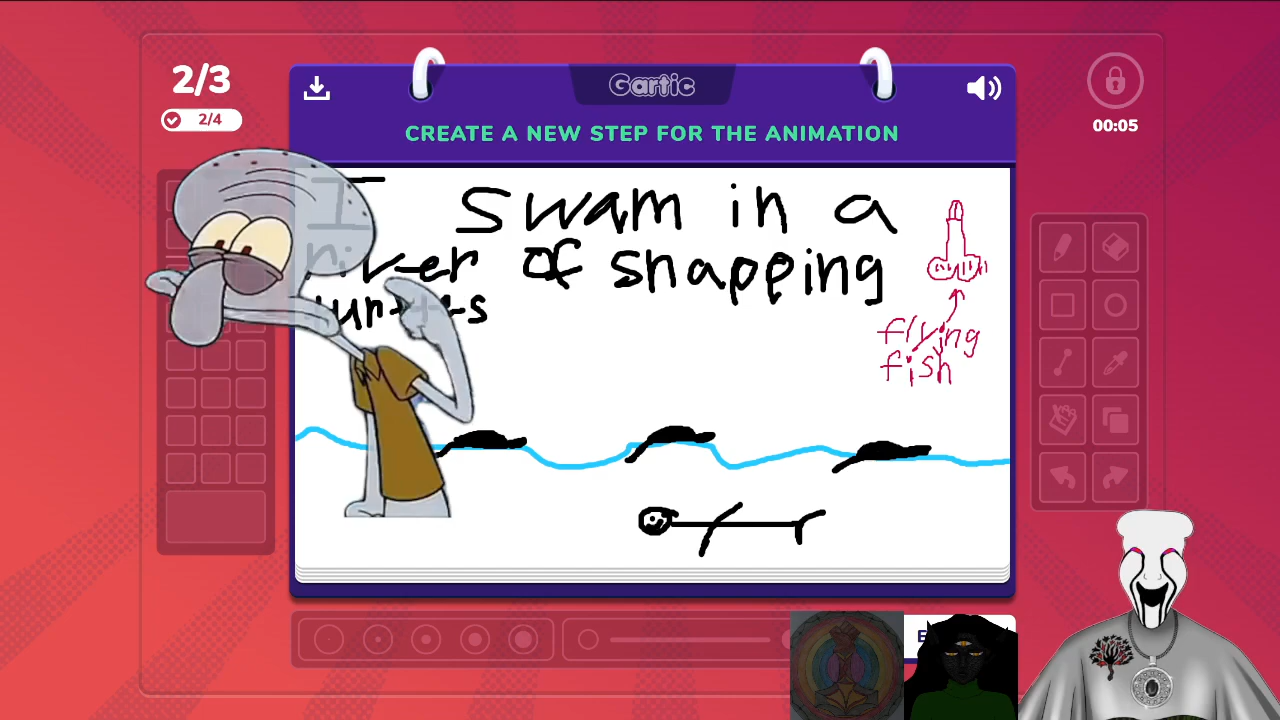 2/3
2/4
Gartic
00:05
CREATE A NEW STEP FOR THE ANIMATION
I swam in a
river of snapping
flying
fish